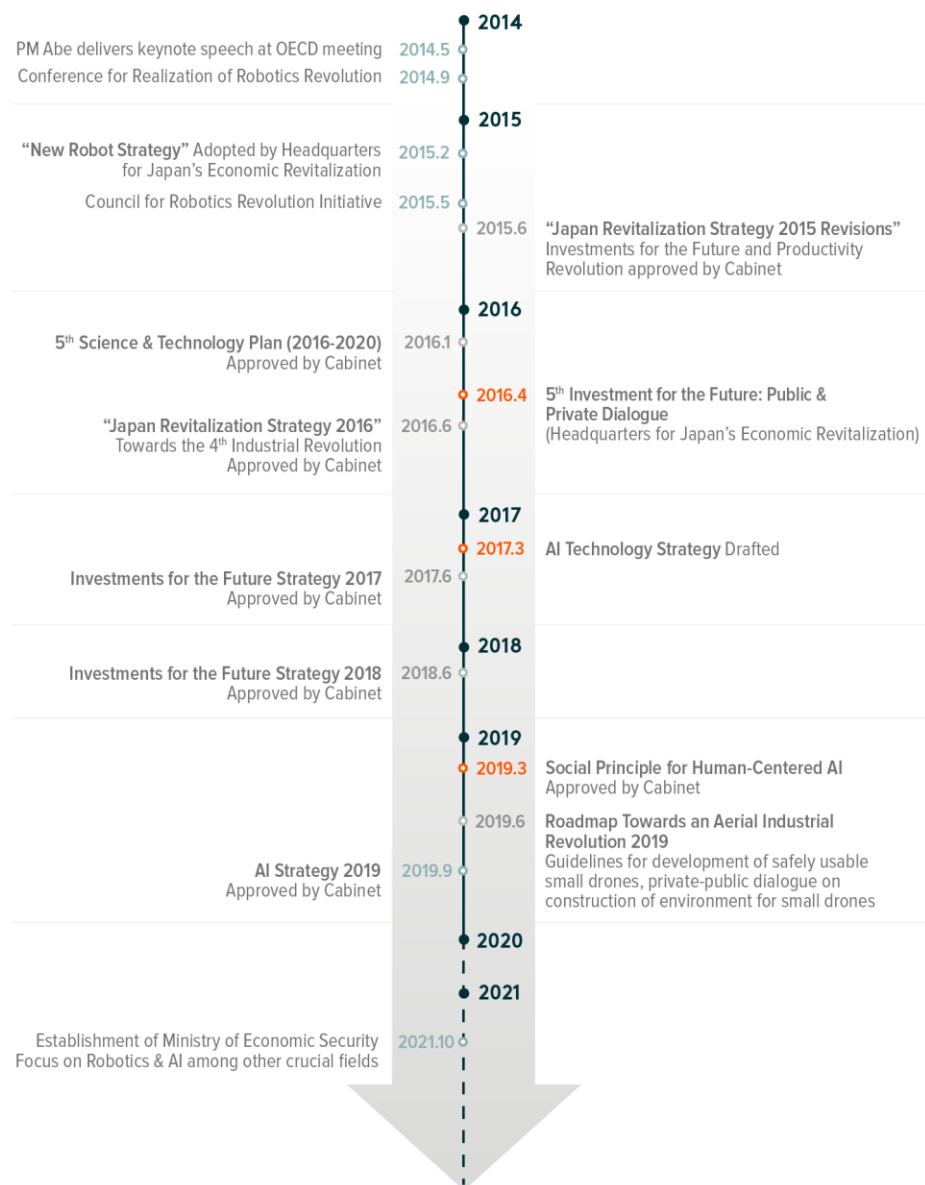 2014
PM Abe delivers keynote speech at OECD meeting 2014.5
Conference for Realization of Robotics Revolution 2014.9
2015
“New Robot Strategy” Adopted by Headquarters 2015.2
for Japan’s Economic Revitalization
Council for Robotics Revolution Initiative 2015.5
2015.6 “Japan Revitalization Strategy 2015 Revisions”
Investments for the Future and Productivity
Revolution approved by Cabinet
2016
5th Science & Technology Plan (2016-2020) 2016.1
Approved by Cabinet
2016.4 5th Investment for the Future: Public &
Private Dialogue
(Headquarters for Japan’s Economic Revitalization)
“Japan Revitalization Strategy 2016” 2016.6
Towards the 4th Industrial Revolution
Approved by Cabinet
2017
2017.3 AI Technology Strategy Drafted
Investments for the Future Strategy 2017 2017.6
Approved by Cabinet
2018
Investments for the Future Strategy 2018 2018.6
Approved by Cabinet
2019
2019.3 Social Principle for Human-Centered AI
Approved by Cabinet
2019.6 Roadmap Towards an Aerial Industrial
Revolution 2019
Guidelines for development of safely usable
small drones, private-public dialogue on
construction of environment for small drones
AI Strategy 2019 2019.9
Approved by Cabinet
2020
2021
Establishment of Ministry of Economic Security 2021.10
Focus on Robotics & AI among other crucial fields